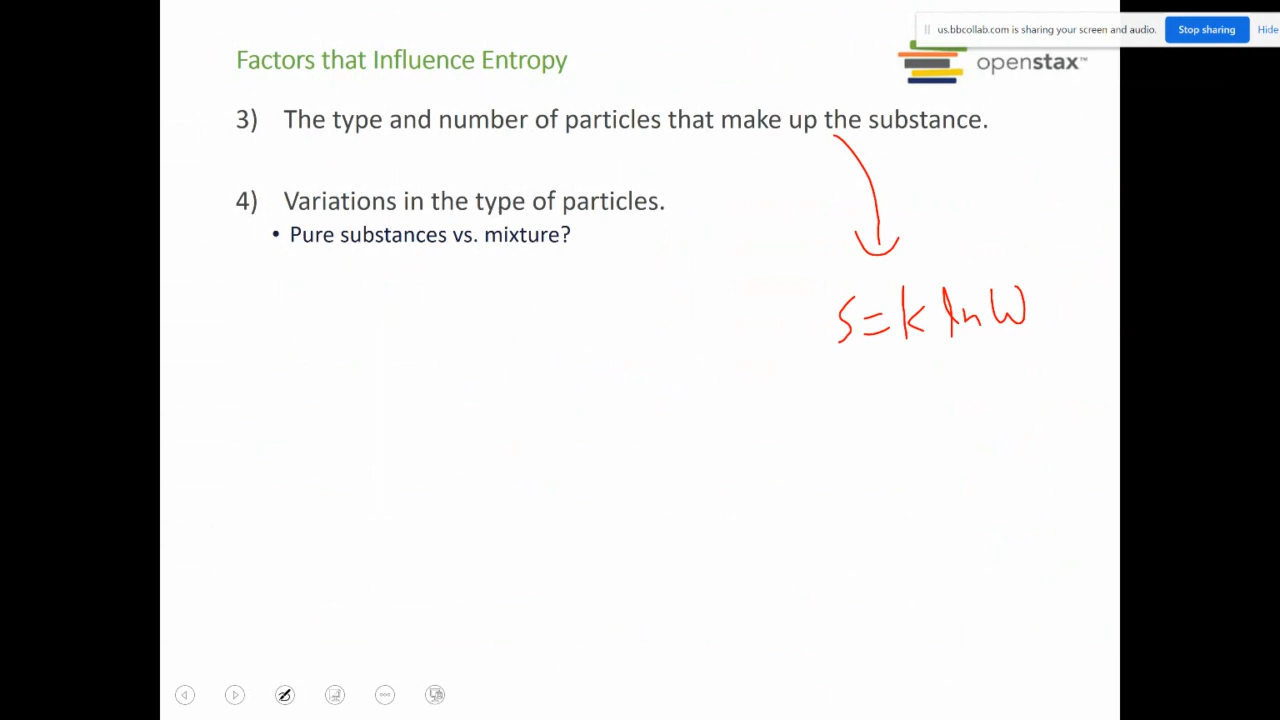 us.bbcollab.com is sharing your screen and audio. Stop sharing Hide
Factors that Influence Entropy
openstax™
3) The type and number of particles that make up the substance.
4) Variations in the type of particles.
• Pure substances vs. mixture?
S=k ln W